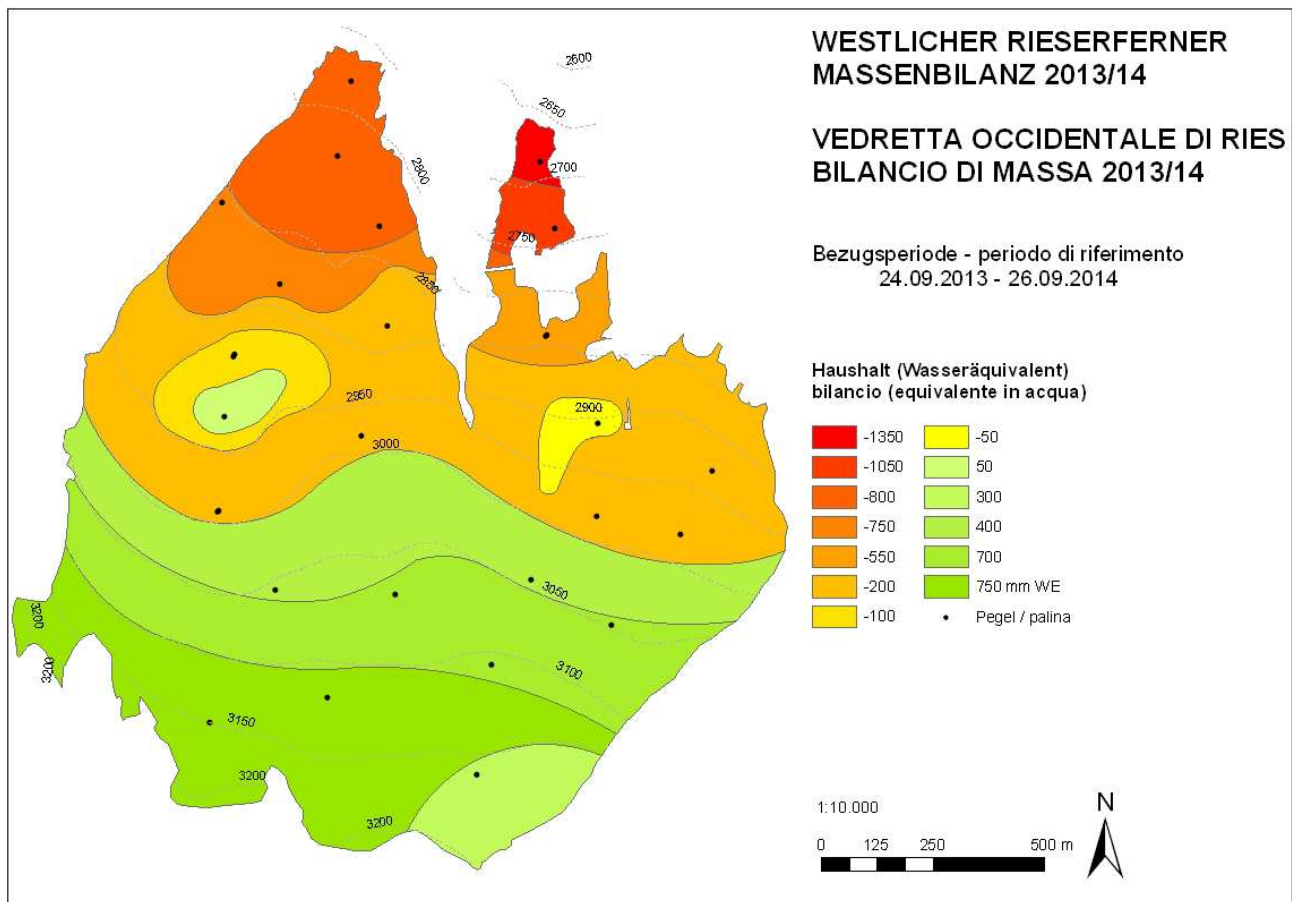 WESTLICHER RIESERFERNER
MASSENBILANZ 2013/14
VEDRETTA OCCIDENTALE DI RIES
BILANCIO DI MASSA 2013/14
Bezugsperiode - periodo di riferimento
24.09.2013 - 26.09.2014
Haushalt (Wasseräquivalent)
bilancio (equivalente in acqua)
-1350
-1050
-800
-750
-550
-200
-100
-50
50
300
400
700
750 mm WE
Pegel / palina
1:10.000
0 125 250 500 m
N
2600
2650
2700
2750
2800
2850
2900
2950
3000
3050
3100
3150
3200
3200
3200
3200